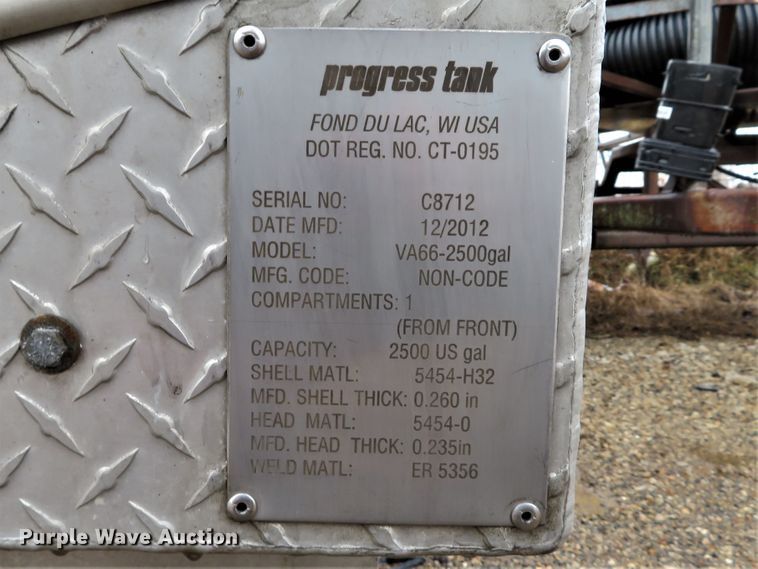 progress tank
FOND DU LAC, WI USA
DOT REG. NO. CT-0195
SERIAL NO: C8712
DATE MFD: 12/2012
MODEL: VA66-2500gal
MFG. CODE: NON-CODE
COMPARTMENTS: 1
(FROM FRONT)
CAPACITY: 2500 US gal
SHELL MATL: 5454-H32
MFD. SHELL THICK: 0.260 in
HEAD MATL: 5454-0
MFD. HEAD THICK: 0.235in
WELD MATL: ER 5356
Purple Wave Auction